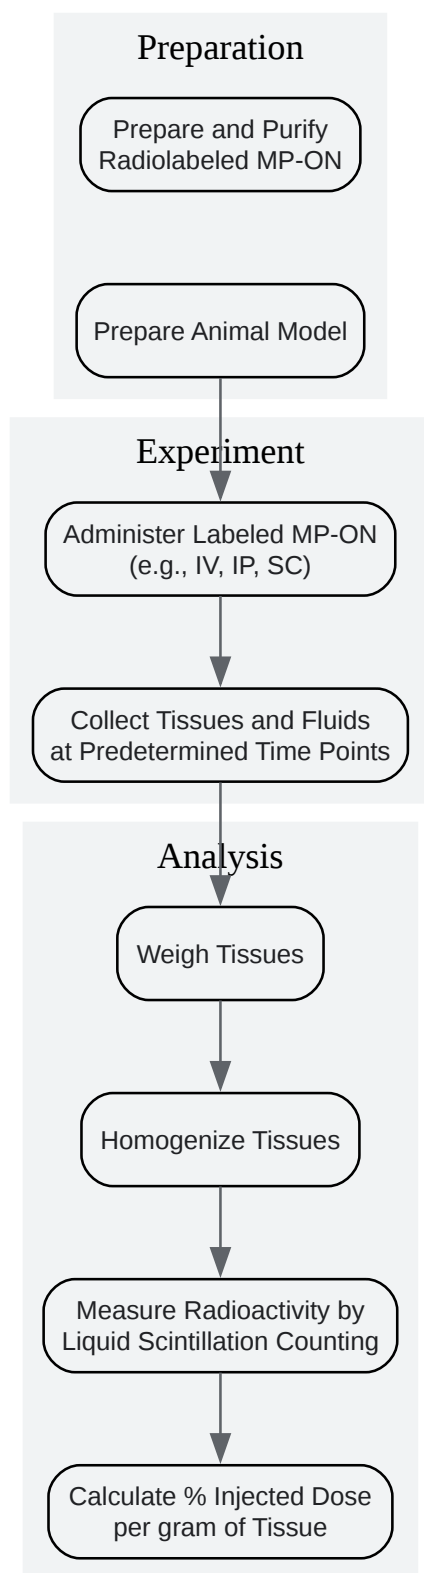 Preparation
Prepare and Purify
Radiolabeled MP-ON
Prepare Animal Model
Experiment
Administer Labeled MP-ON
(e.g., IV, IP, SC)
Collect Tissues and Fluids
at Predetermined Time Points
Analysis
Weigh Tissues
Homogenize Tissues
Measure Radioactivity by
Liquid Scintillation Counting
Calculate % Injected Dose
per gram of Tissue